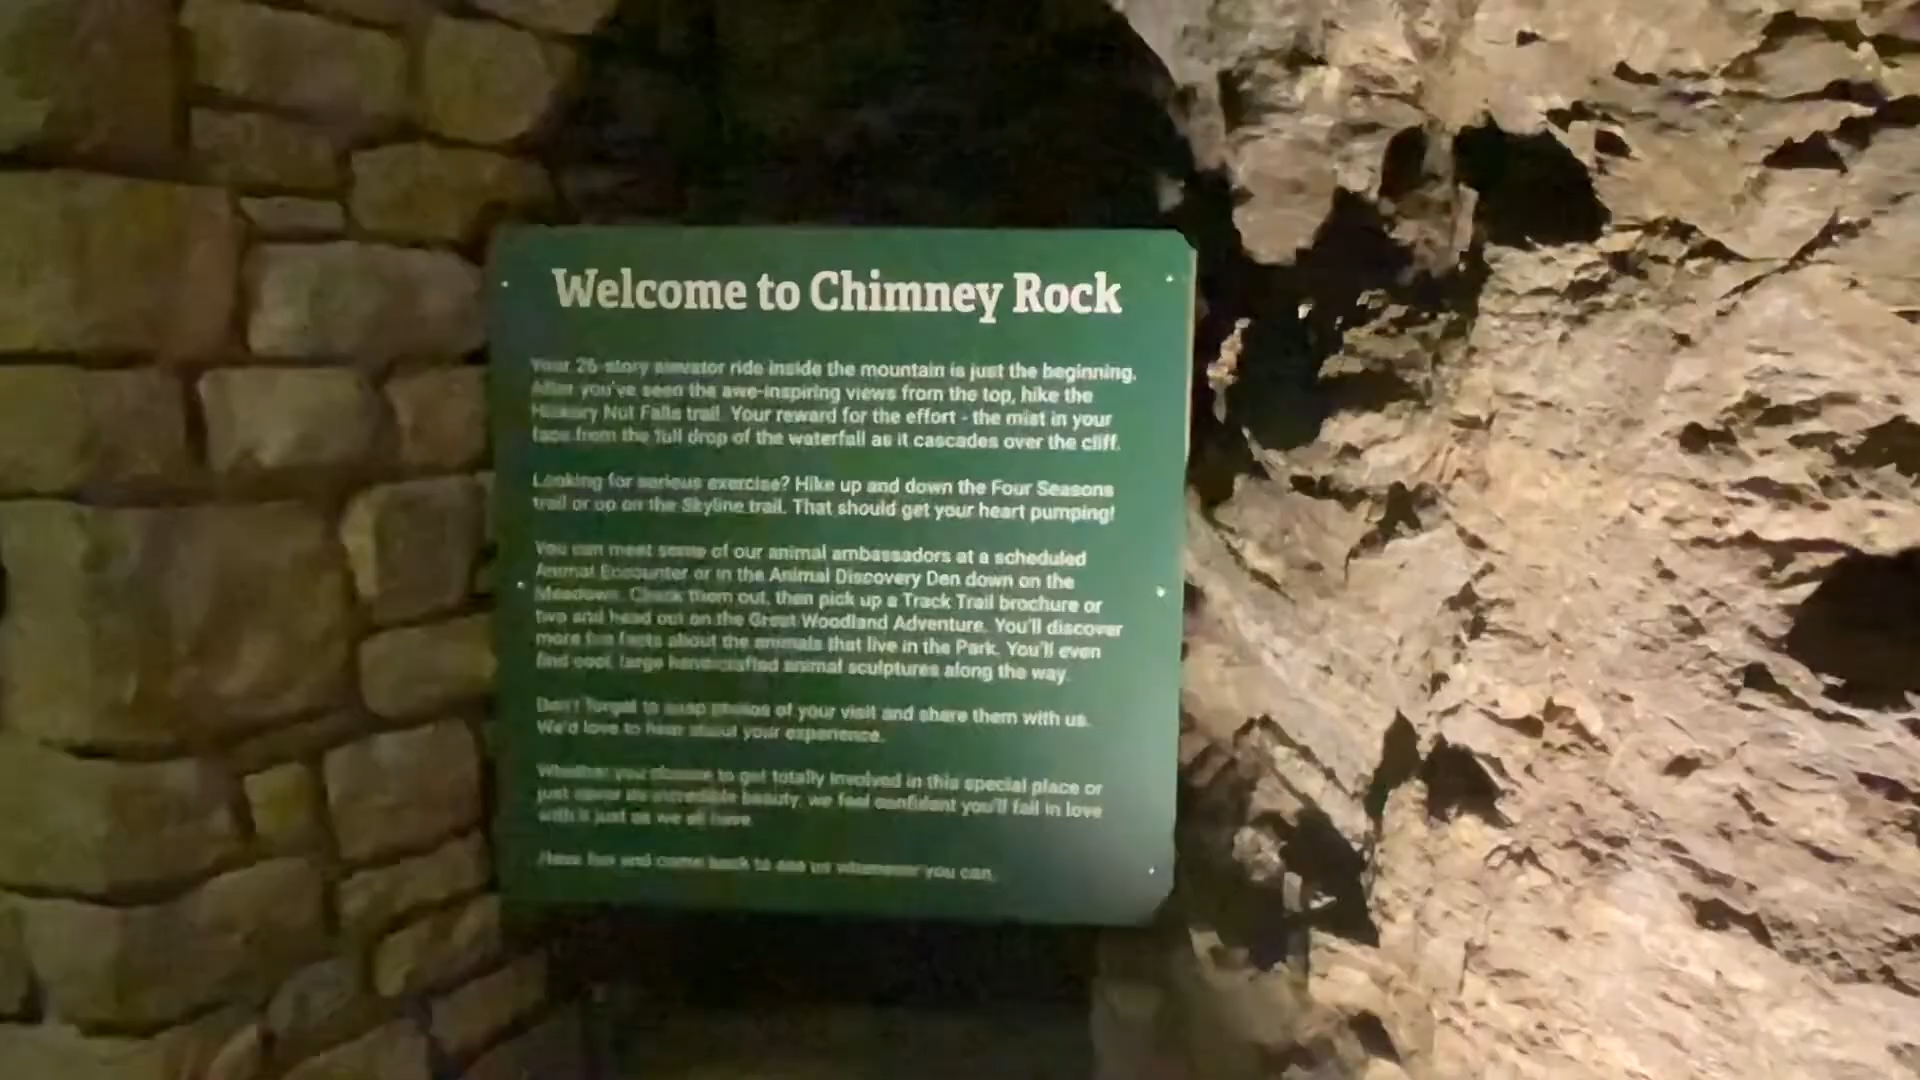 Welcome to Chimney Rock
Your 26-story elevator ride inside the mountain is just the beginning.
After you've seen the awe-inspiring views from the top, hike the
Hickory Nut Falls trail. Your reward for the effort - the mist in your
face from the full drop of the waterfall as it cascades over the cliff.
Looking for serious exercise? Hike up and down the Four Seasons
trail or up on the Skyline trail. That should get your heart pumping!
You can meet some of our animal ambassadors at a scheduled
Animal Encounter or in the Animal Discovery Den down on the
Meadows. Check them out, then pick up a Track Trail brochure or
two and head out on the Great Woodland Adventure. You'll discover
more fun facts about the animals that live in the Park. You'll even
find cool, large handcrafted animal sculptures along the way.
Don't forget to snap photos of your visit and share them with us.
We'd love to hear about your experience.
Whether you choose to get totally involved in this special place or
just savor its incredible beauty, we feel confident you'll fall in love
with it just as we all have.
Have fun and come back to see us whenever you can.